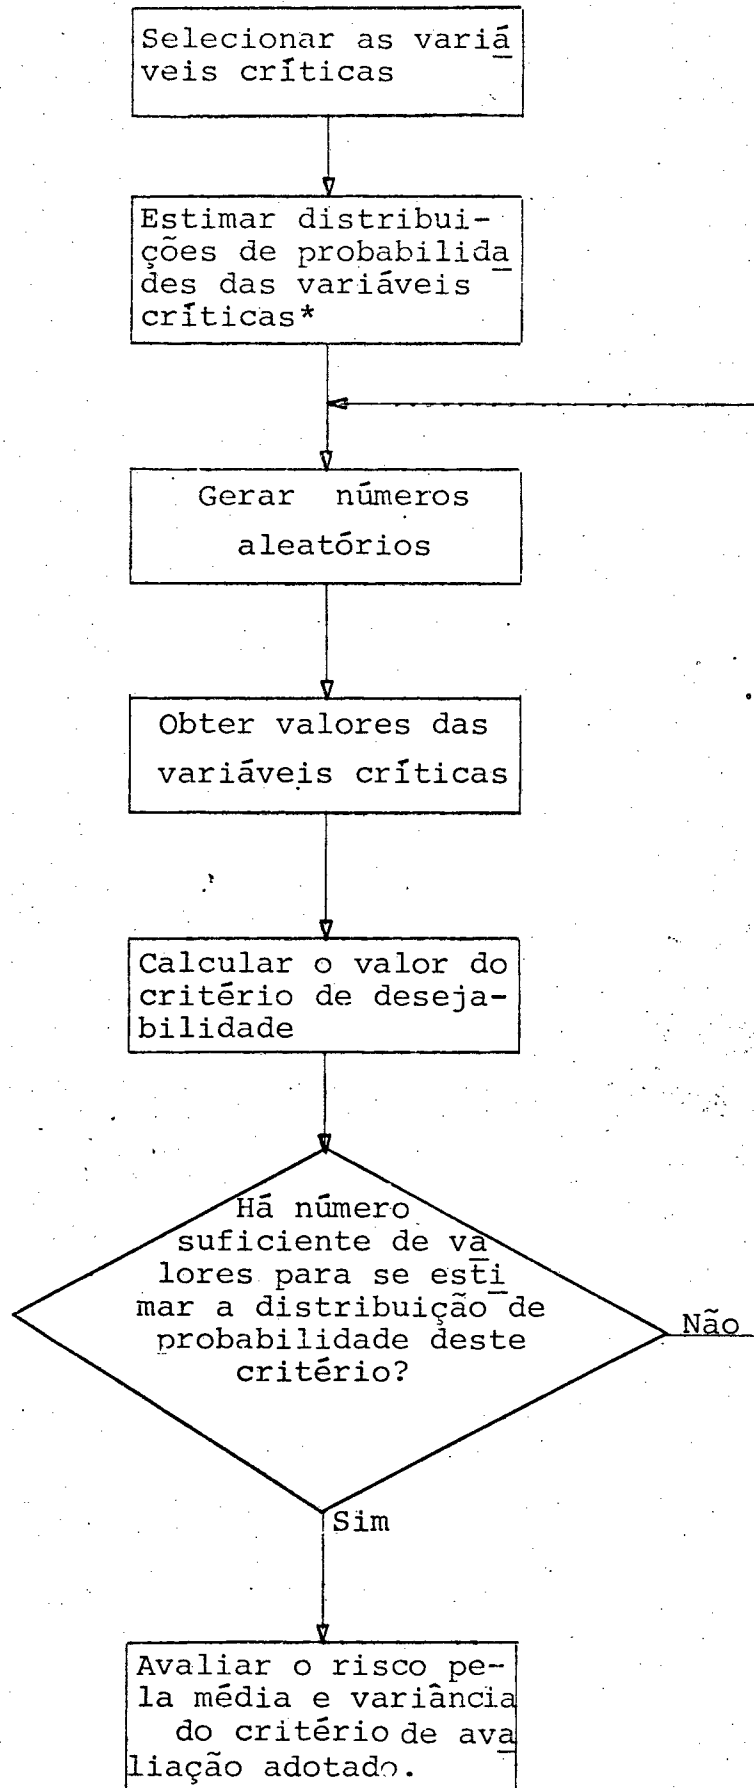 Selecionar as variá
veis críticas
Estimar distribui-
ções de probabilida
des das variáveis
críticas*
Gerar números
aleatórios
Obter valores das
variáveis críticas
Calcular o valor do
critério de deseja-
bilidade
Há número
suficiente de va
lores para se esti
mar a distribuição de
probabilidade deste
critério?
Não
Sim
Avaliar o risco pe-
la média e variância
do critério de ava
liação adotado.